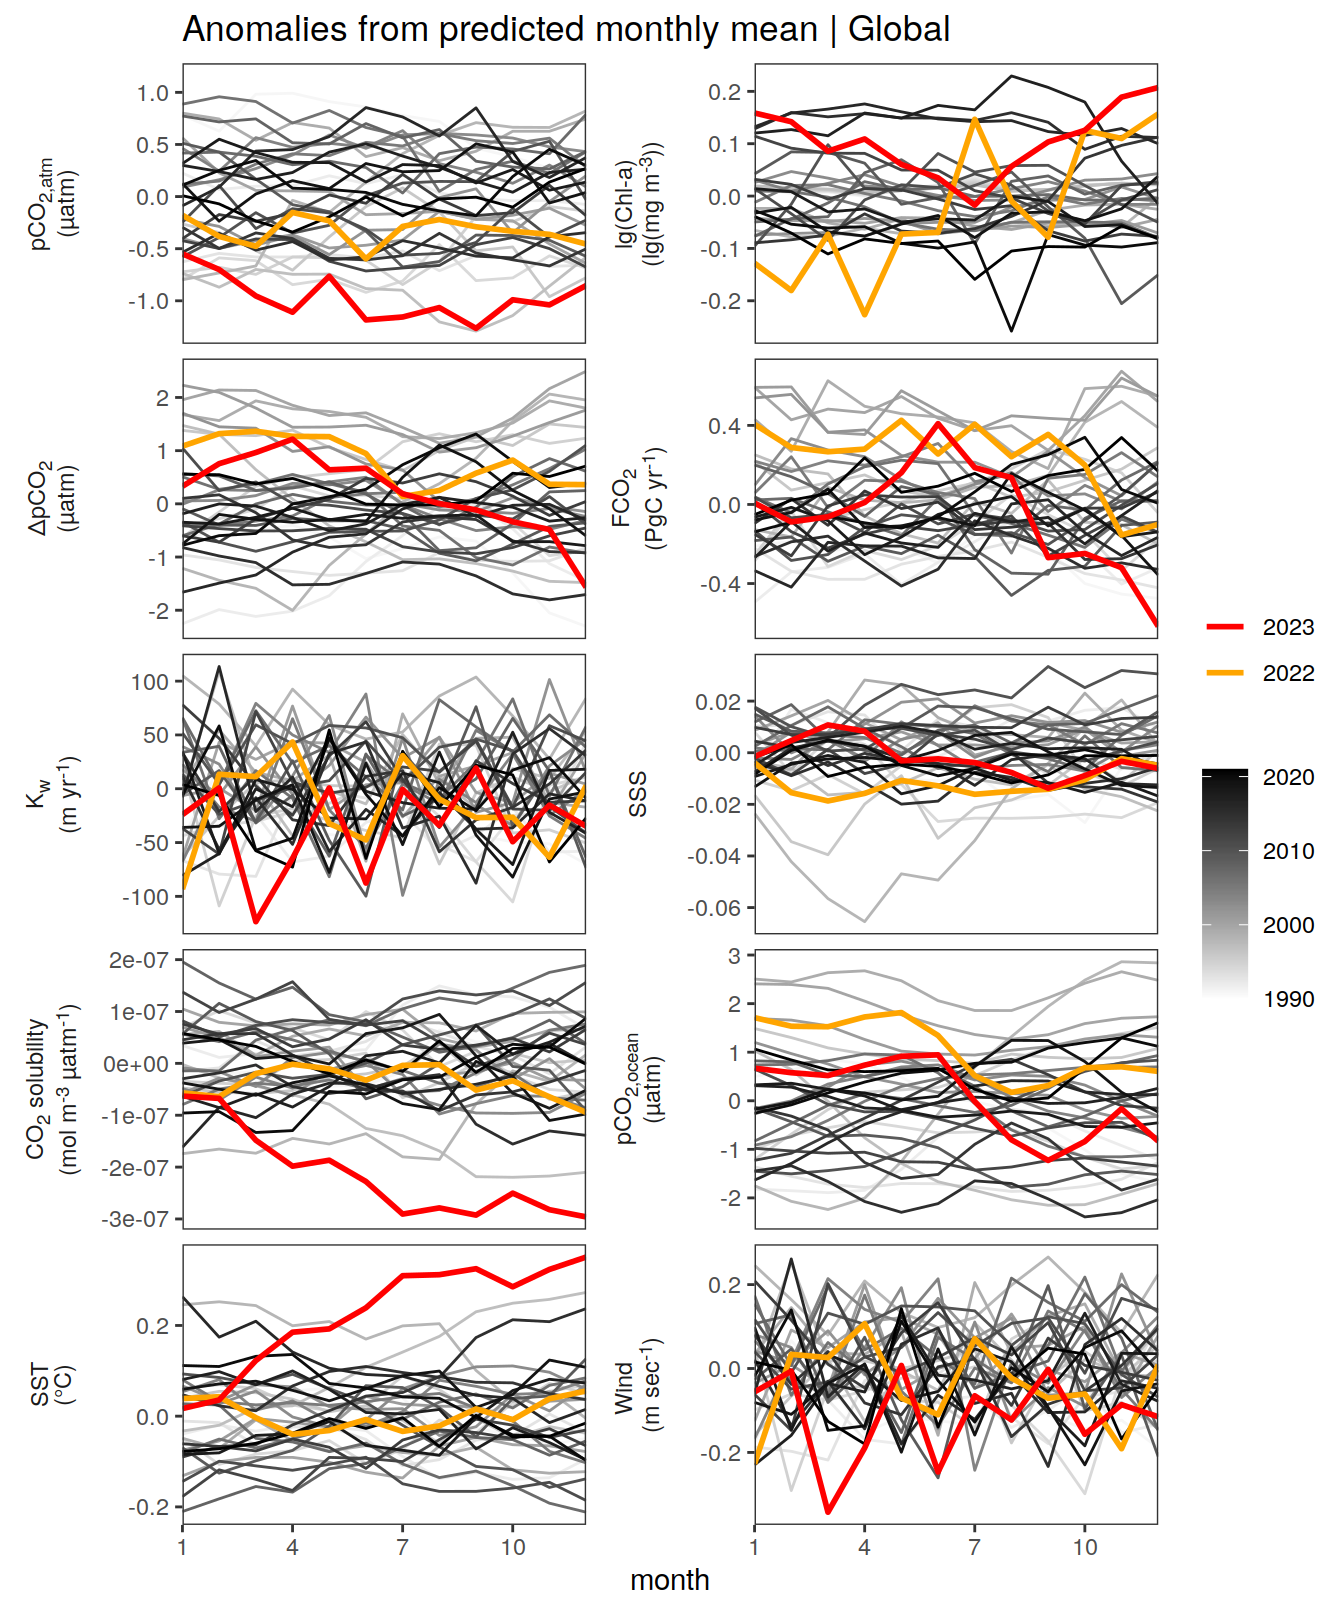 Anomalies from predicted monthly mean | Global
pCO2,atm
(µatm)
1.0
0.5
0.0
-0.5
-1.0
lg(Chl-a)
(lg(mg m-3))
0.2
0.1
0.0
-0.1
-0.2
ΔpCO2
(µatm)
2
1
0
-1
-2
FCO2
(PgC yr-1)
0.4
0.0
-0.4
Kw
(m yr-1)
100
50
0
-50
-100
SSS
0.02
0.00
-0.02
-0.04
-0.06
CO2 solubility
(mol m-3 µatm-1)
2e-07
1e-07
0e+00
-1e-07
-2e-07
-3e-07
pCO2,ocean
(µatm)
3
2
1
0
-1
-2
SST
(°C)
0.2
0.0
-0.2
1 4 7 10
Wind
(m sec-1)
0.2
0.0
-0.2
1 4 7 10
month
2023
2022
2020
2010
2000
1990